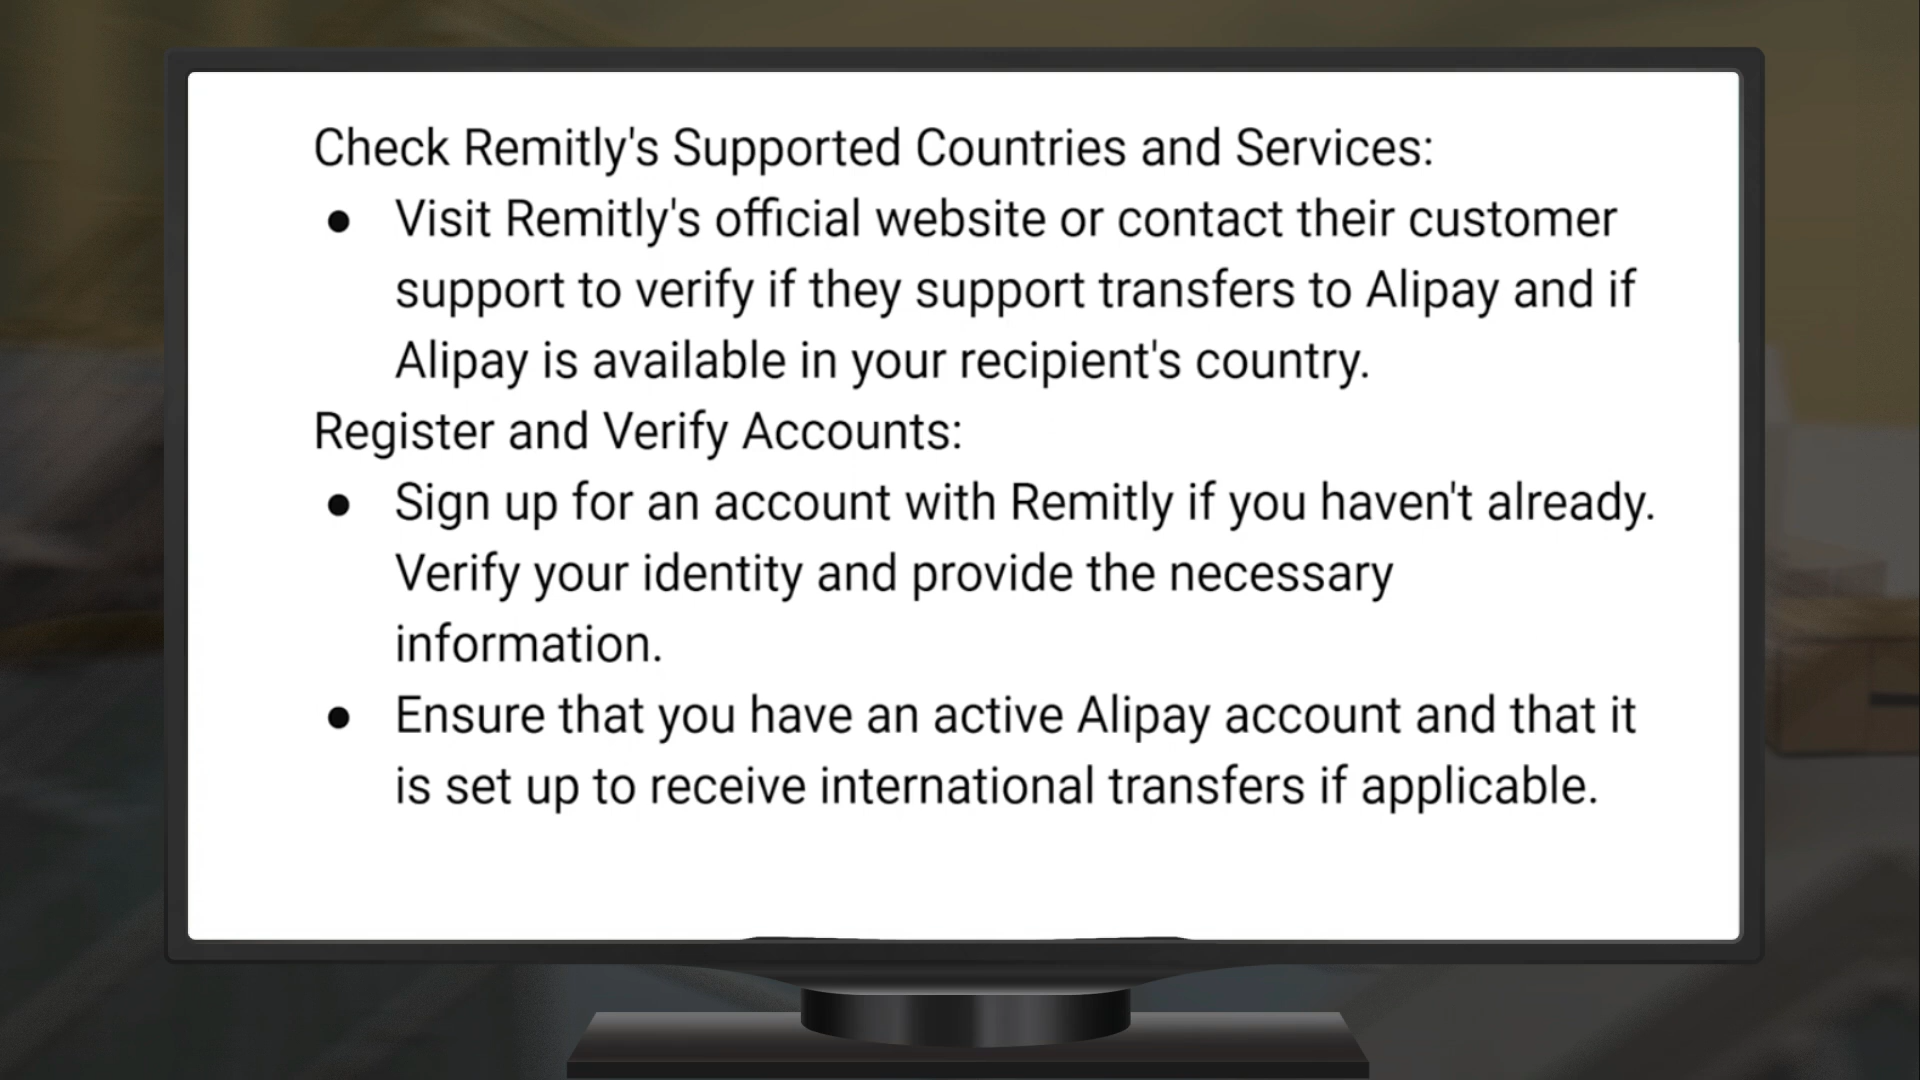 Check Remitly's Supported Countries and Services:
● Visit Remitly's official website or contact their customer
support to verify if they support transfers to Alipay and if
Alipay is available in your recipient's country.
Register and Verify Accounts:
● Sign up for an account with Remitly if you haven't already.
Verify your identity and provide the necessary
information.
● Ensure that you have an active Alipay account and that it
is set up to receive international transfers if applicable.